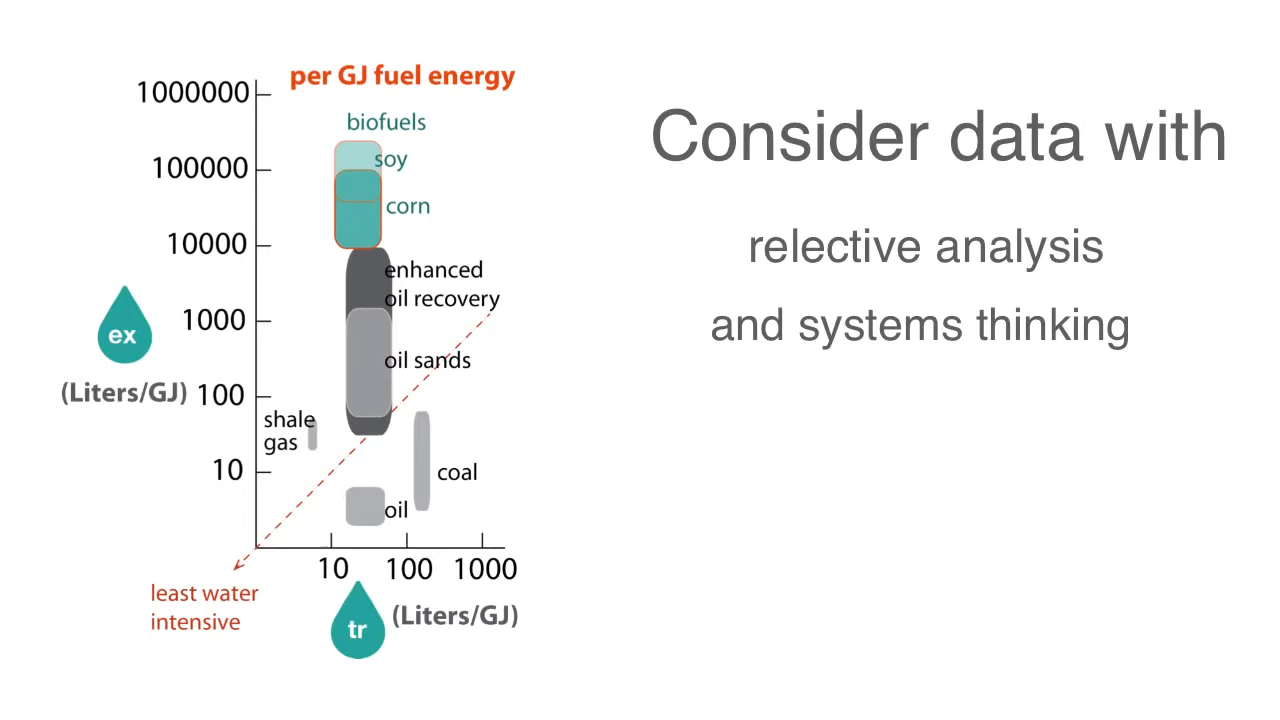 per GJ fuel energy
1000000
biofuels
soy
100000
corn
10000
enhanced
oil recovery
1000
ex
oil sands
(Liters/GJ)
100
shale
gas
10
coal
oil
10 100 1000
least water
intensive
tr
(Liters/GJ)
Consider data with
relective analysis
and systems thinking